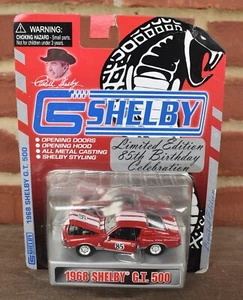 WARNING:
CHOKING HAZARD - Small parts.
Not for children under 3 years.
Carroll Shelby
SHELBY
• OPENING DOORS
• OPENING HOOD
• ALL METAL CASTING
• SHELBY STYLING
Limited Edition
85th Birthday
Celebration
1968 SHELBY G.T. 500
85
1968 SHELBY G.T. 500